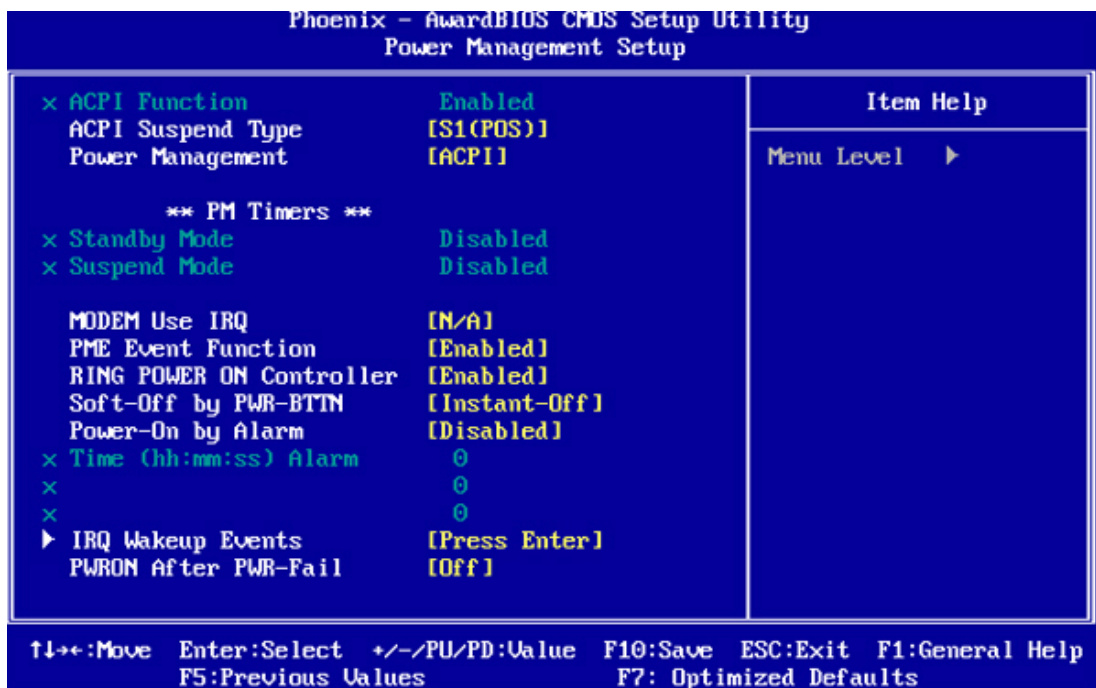 Phoenix - AwardBIOS CMOS Setup Utility
Power Management Setup
x ACPI Function Enabled
ACPI Suspend Type [S1(POS)]
Power Management [ACPI]
** PM Timers **
x Standby Mode Disabled
x Suspend Mode Disabled
MODEM Use IRQ [N/A]
PME Event Function [Enabled]
RING POWER ON Controller [Enabled]
Soft-Off by PWR-BTTN [Instant-Off]
Power-On by Alarm [Disabled]
x Time (hh:mm:ss) Alarm 0
x 0
x 0
▶ IRQ Wakeup Events [Press Enter]
PWRON After PWR-Fail [Off]
Item Help
Menu Level ▶
↑↓→←:Move Enter:Select +/-/PU/PD:Value F10:Save ESC:Exit F1:General Help
F5:Previous Values F7: Optimized Defaults